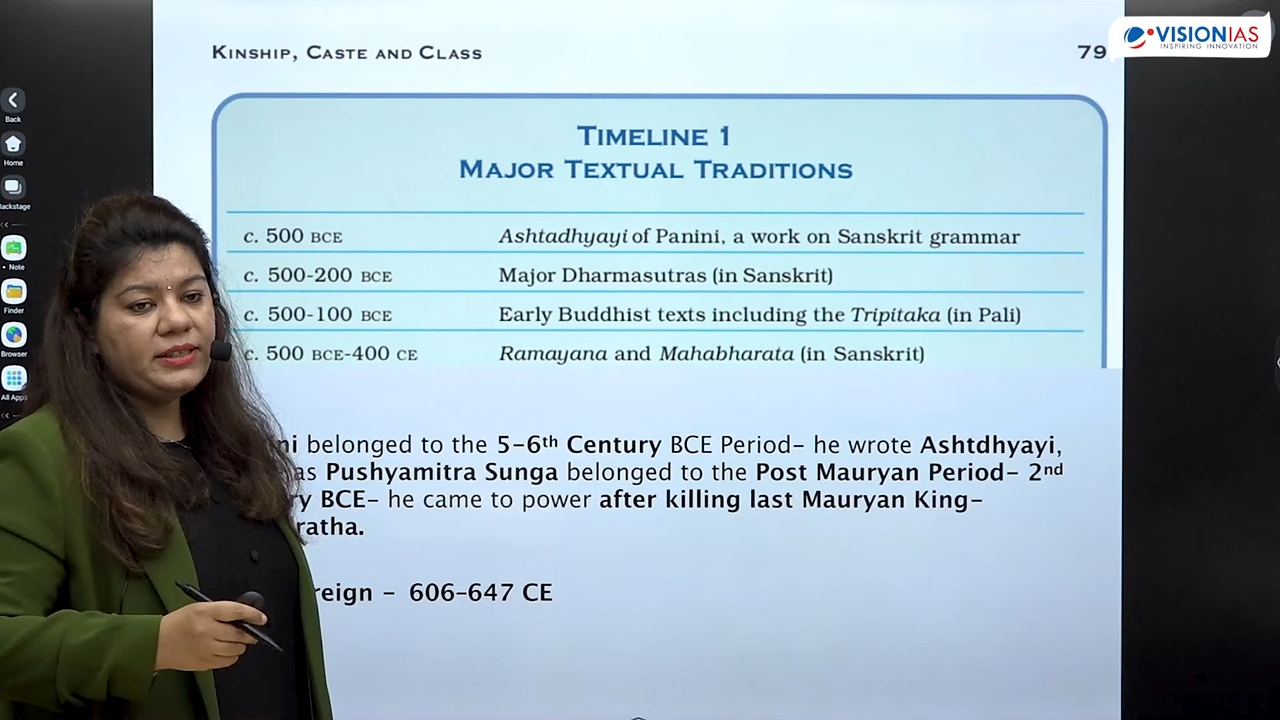 VISIONIAS
INSPIRING INNOVATION
KINSHIP, CASTE AND CLASS 79
Back
Home
Backstage
Note
Finder
Browser
All Apps
TIMELINE 1
MAJOR TEXTUAL TRADITIONS
c. 500 BCE Ashtadhyayi of Panini, a work on Sanskrit grammar
c. 500-200 BCE Major Dharmasutras (in Sanskrit)
c. 500-100 BCE Early Buddhist texts including the Tripitaka (in Pali)
c. 500 BCE-400 CE Ramayana and Mahabharata (in Sanskrit)
belonged to the 5-6th Century BCE Period- he wrote Ashtdhyayi,
Pushyamitra Sunga belonged to the Post Mauryan Period- 2nd
BCE- he came to power after killing last Mauryan King-
ratha.
reign - 606-647 CE